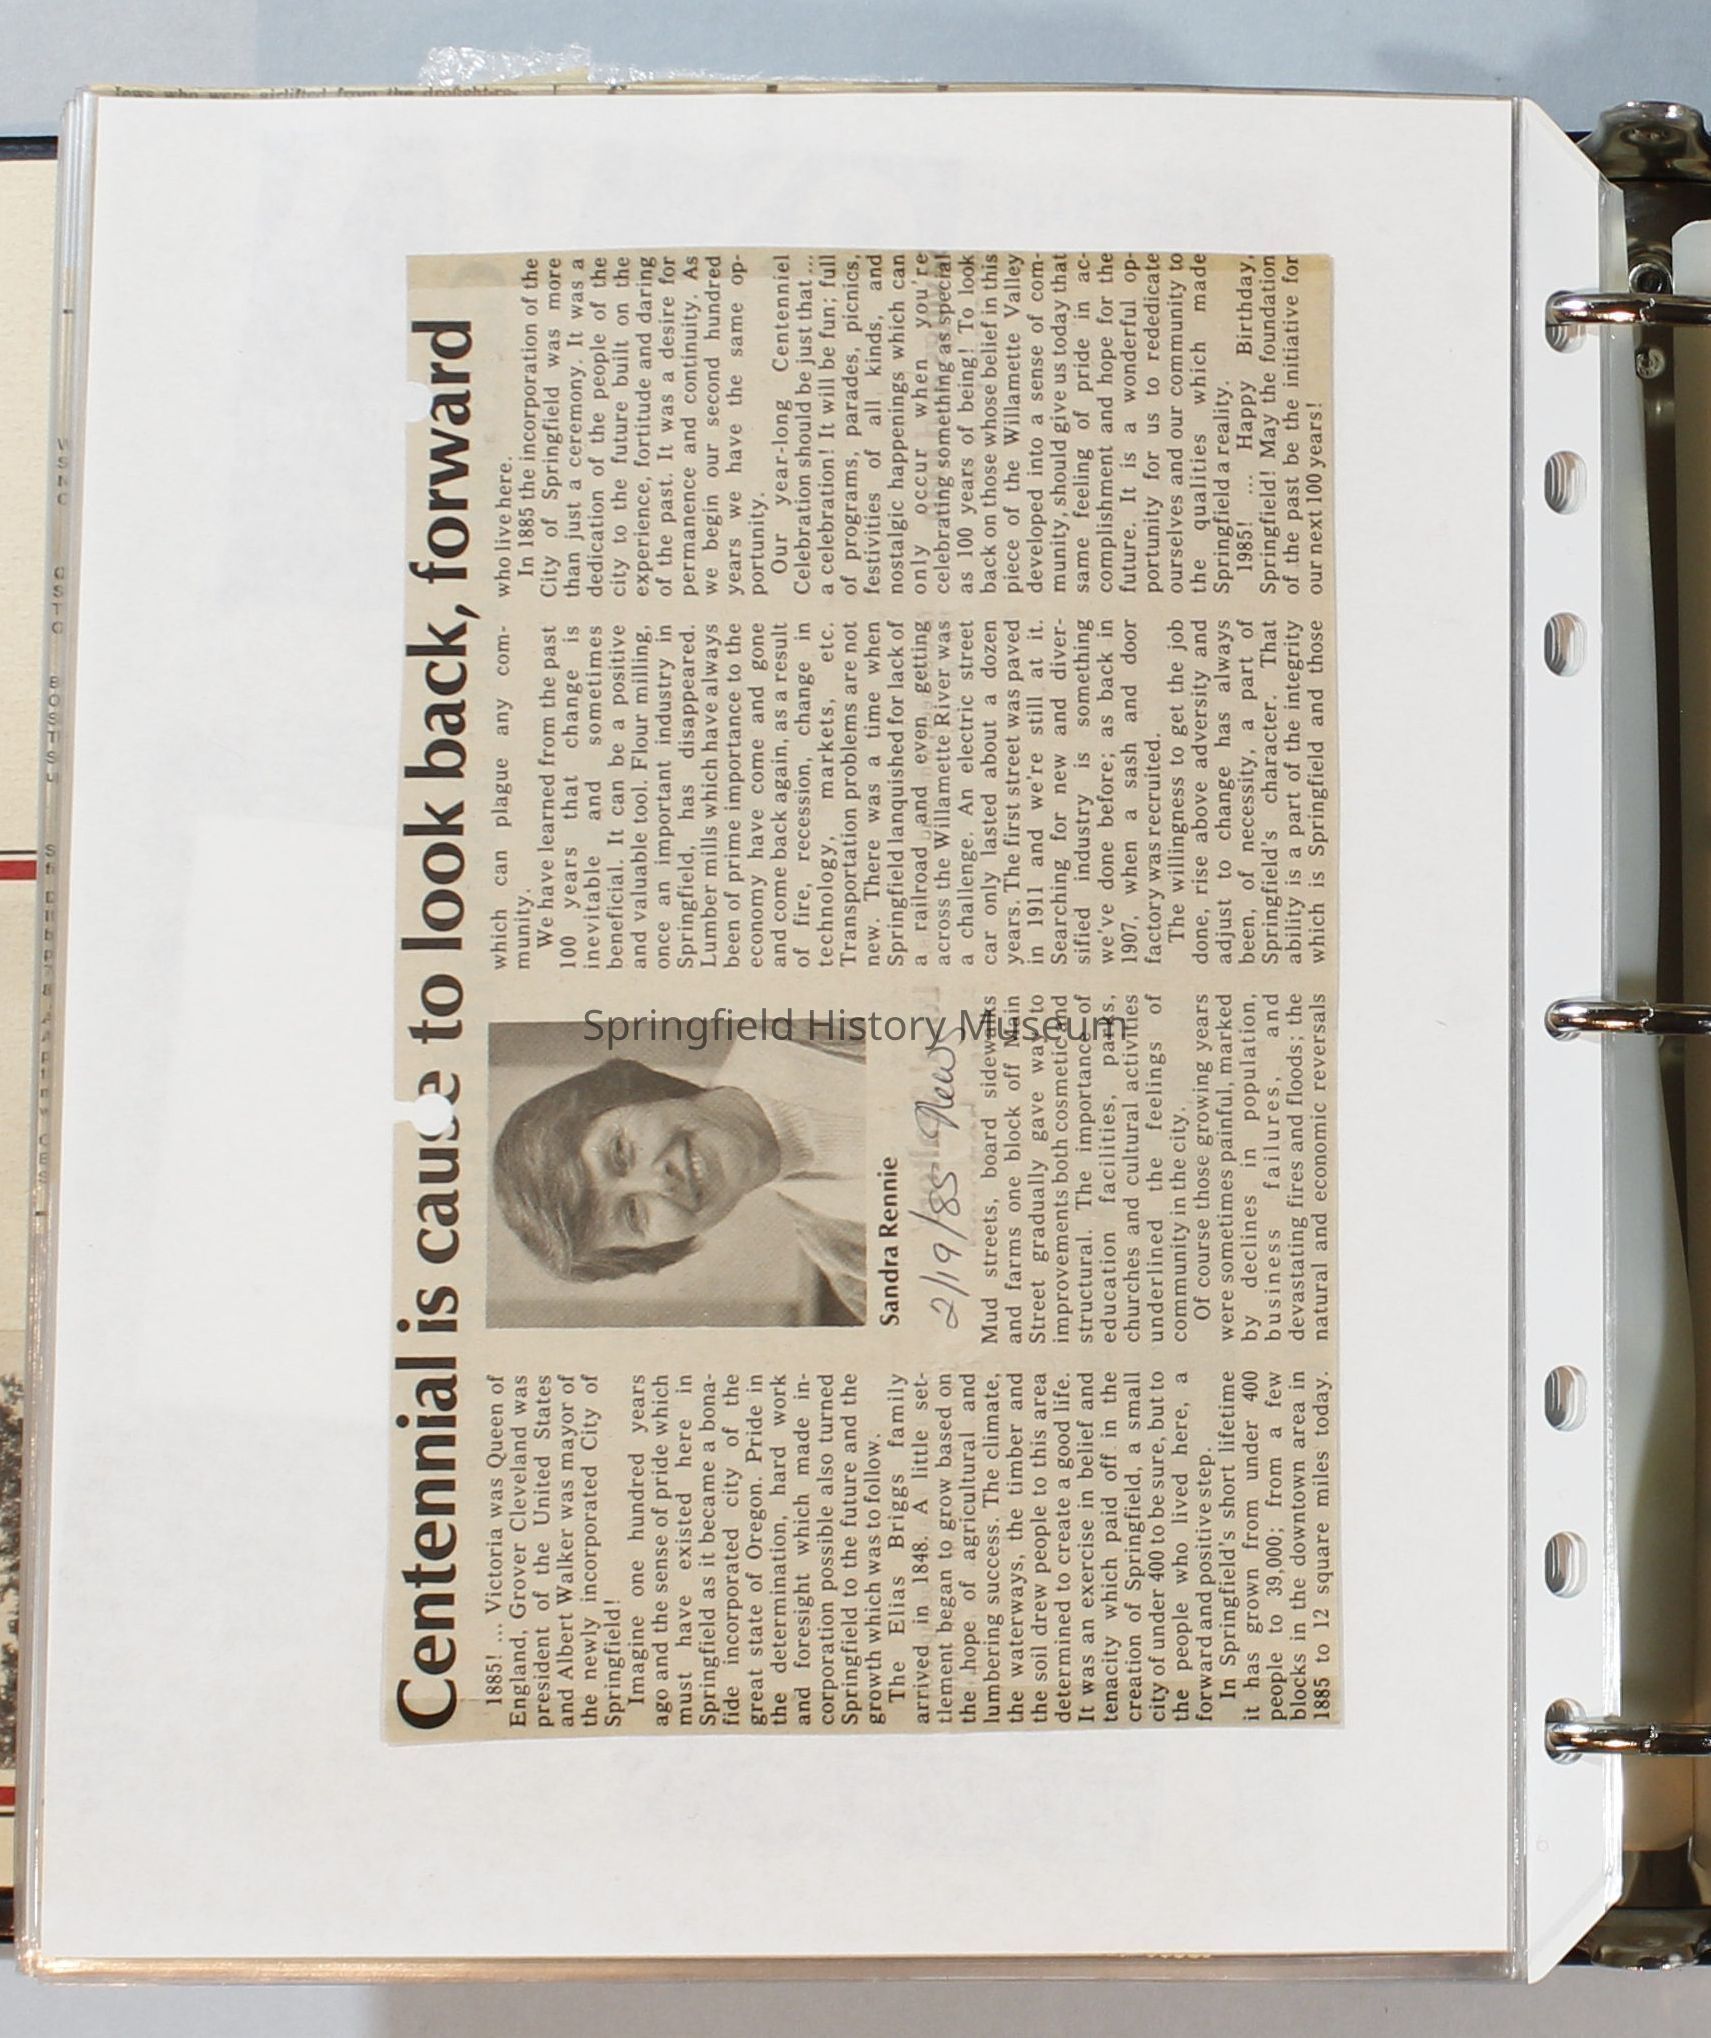 Centennial is cause to look back, forward
1885! ... Victoria was Queen of
England, Grover Cleveland was
president of the United States
and Albert Walker was mayor of
the newly incorporated City of
Springfield!
Imagine one hundred years
ago and the sense of pride which
must have existed here in
Springfield as it became a bona-
fide incorporated city of the
great state of Oregon. Pride in
the determination, hard work
and foresight which made in-
corporation possible also turned
Springfield to the future and the
growth which was to follow.
The Elias Briggs family
arrived in 1848. A little set-
tlement began to grow based on
the hope of agricultural and
lumbering success. The climate,
the waterways, the timber and
the soil drew people to this area
determined to create a good life.
It was an exercise in belief and
tenacity which paid off in the
creation of Springfield, a small
city of under 400 to be sure, but to
the people who lived here, a
forward and positive step.
In Springfield's short lifetime
it has grown from under 400
people to 39,000; from a few
blocks in the downtown area in
1885 to 12 square miles today.
Sandra Rennie
2/19/85 News
Mud streets, board sidewalks
and farms one block off Main
Street gradually gave way to
improvements both cosmetic and
structural. The importance of
education facilities, parks,
churches and cultural activities
underlined the feelings of
community in the city.
Of course those growing years
were sometimes painful, marked
by declines in population,
business failures, and
devastating fires and floods; the
natural and economic reversals
which can plague any com-
munity.
We have learned from the past
100 years that change is
inevitable and sometimes
beneficial. It can be a positive
and valuable tool. Flour milling,
once an important industry in
Springfield, has disappeared.
Lumber mills which have always
been of prime importance to the
economy have come and gone
and come back again, as a result
of fire, recession, change in
technology, markets, etc.
Transportation problems are not
new. There was a time when
Springfield lanquished for lack of
a railroad and even getting
across the Willamette River was
a challenge. An electric street
car only lasted about a dozen
years. The first street was paved
in 1911 and we're still at it.
Searching for new and diver-
sified industry is something
we've done before; as back in
1907, when a sash and door
factory was recruited.
The willingness to get the job
done, rise above adversity and
adjust to change has always
been, of necessity, a part of
Springfield's character. That
ability is a part of the integrity
which is Springfield and those
who live here.
In 1885 the incorporation of the
City of Springfield was more
than just a ceremony. It was a
dedication of the people of the
city to the future built on the
experience, fortitude and daring
of the past. It was a desire for
permanence and continuity. As
we begin our second hundred
years we have the same op-
portunity.
Our year-long Centenniel
Celebration should be just that ...
a celebration! It will be fun; full
of programs, parades, picnics,
festivities of all kinds, and
nostalgic happenings which can
only occur when you're
celebrating something as special
as 100 years of being! To look
back on those whose belief in this
piece of the Willamette Valley
developed into a sense of com-
munity, should give us today that
same feeling of pride in ac-
complishment and hope for the
future. It is a wonderful op-
portunity for us to rededicate
ourselves and our community to
the qualities which made
Springfield a reality.
1985! ... Happy Birthday,
Springfield! May the foundation
of the past be the initiative for
our next 100 years!
Springfield History Museum